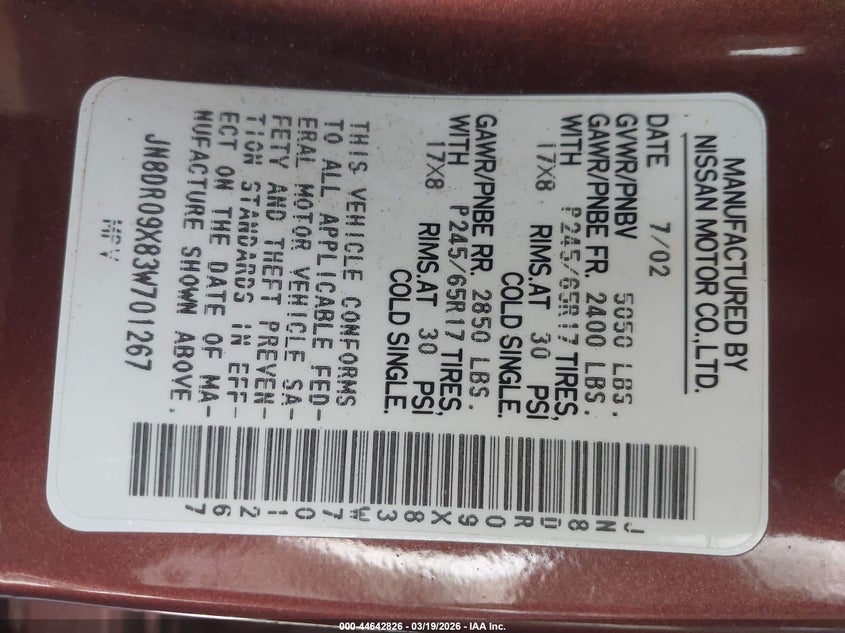 MANUFACTURED BY
NISSAN MOTOR CO.,LTD.
DATE 7/02
GVWR/PNBV 5050 LBS.
GAWR/PNBE FR. 2400 LBS.
WITH P245/65R17 TIRES,
17X8 RIMS.AT 30 PSI
COLD SINGLE.
GAWR/PNBE RR. 2850 LBS.
WITH P245/65R17 TIRES,
17X8 RIMS.AT 30 PSI
COLD SINGLE.
THIS VEHICLE CONFORMS
TO ALL APPLICABLE FED-
ERAL MOTOR VEHICLE SA-
FETY AND THEFT PREVEN-
TION STANDARDS IN EFF-
ECT ON THE DATE OF MA-
NUFACTURE SHOWN ABOVE.
JN8DR09X83W701267
MPV
JN8DR09X83W701267
000-44642826 - 03/19/2026 - IAA Inc.